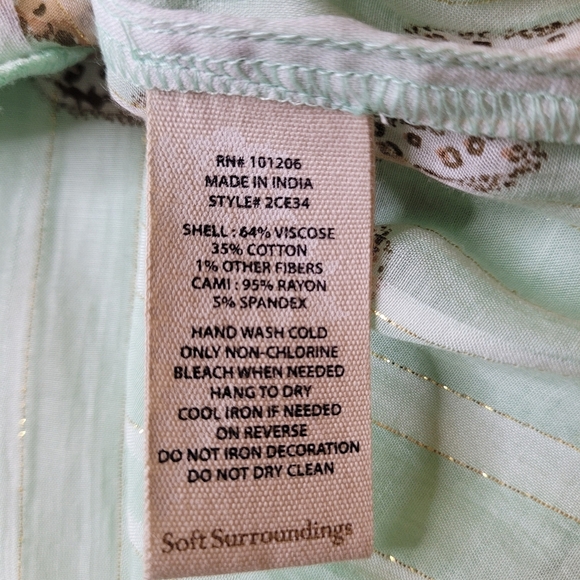 RN# 101206
MADE IN INDIA
STYLE# 2CE34
SHELL : 64% VISCOSE
35% COTTON
1% OTHER FIBERS
CAMI : 95% RAYON
5% SPANDEX
HAND WASH COLD
ONLY NON-CHLORINE
BLEACH WHEN NEEDED
HANG TO DRY
COOL IRON IF NEEDED
ON REVERSE
DO NOT IRON DECORATION
DO NOT DRY CLEAN
Soft Surroundings